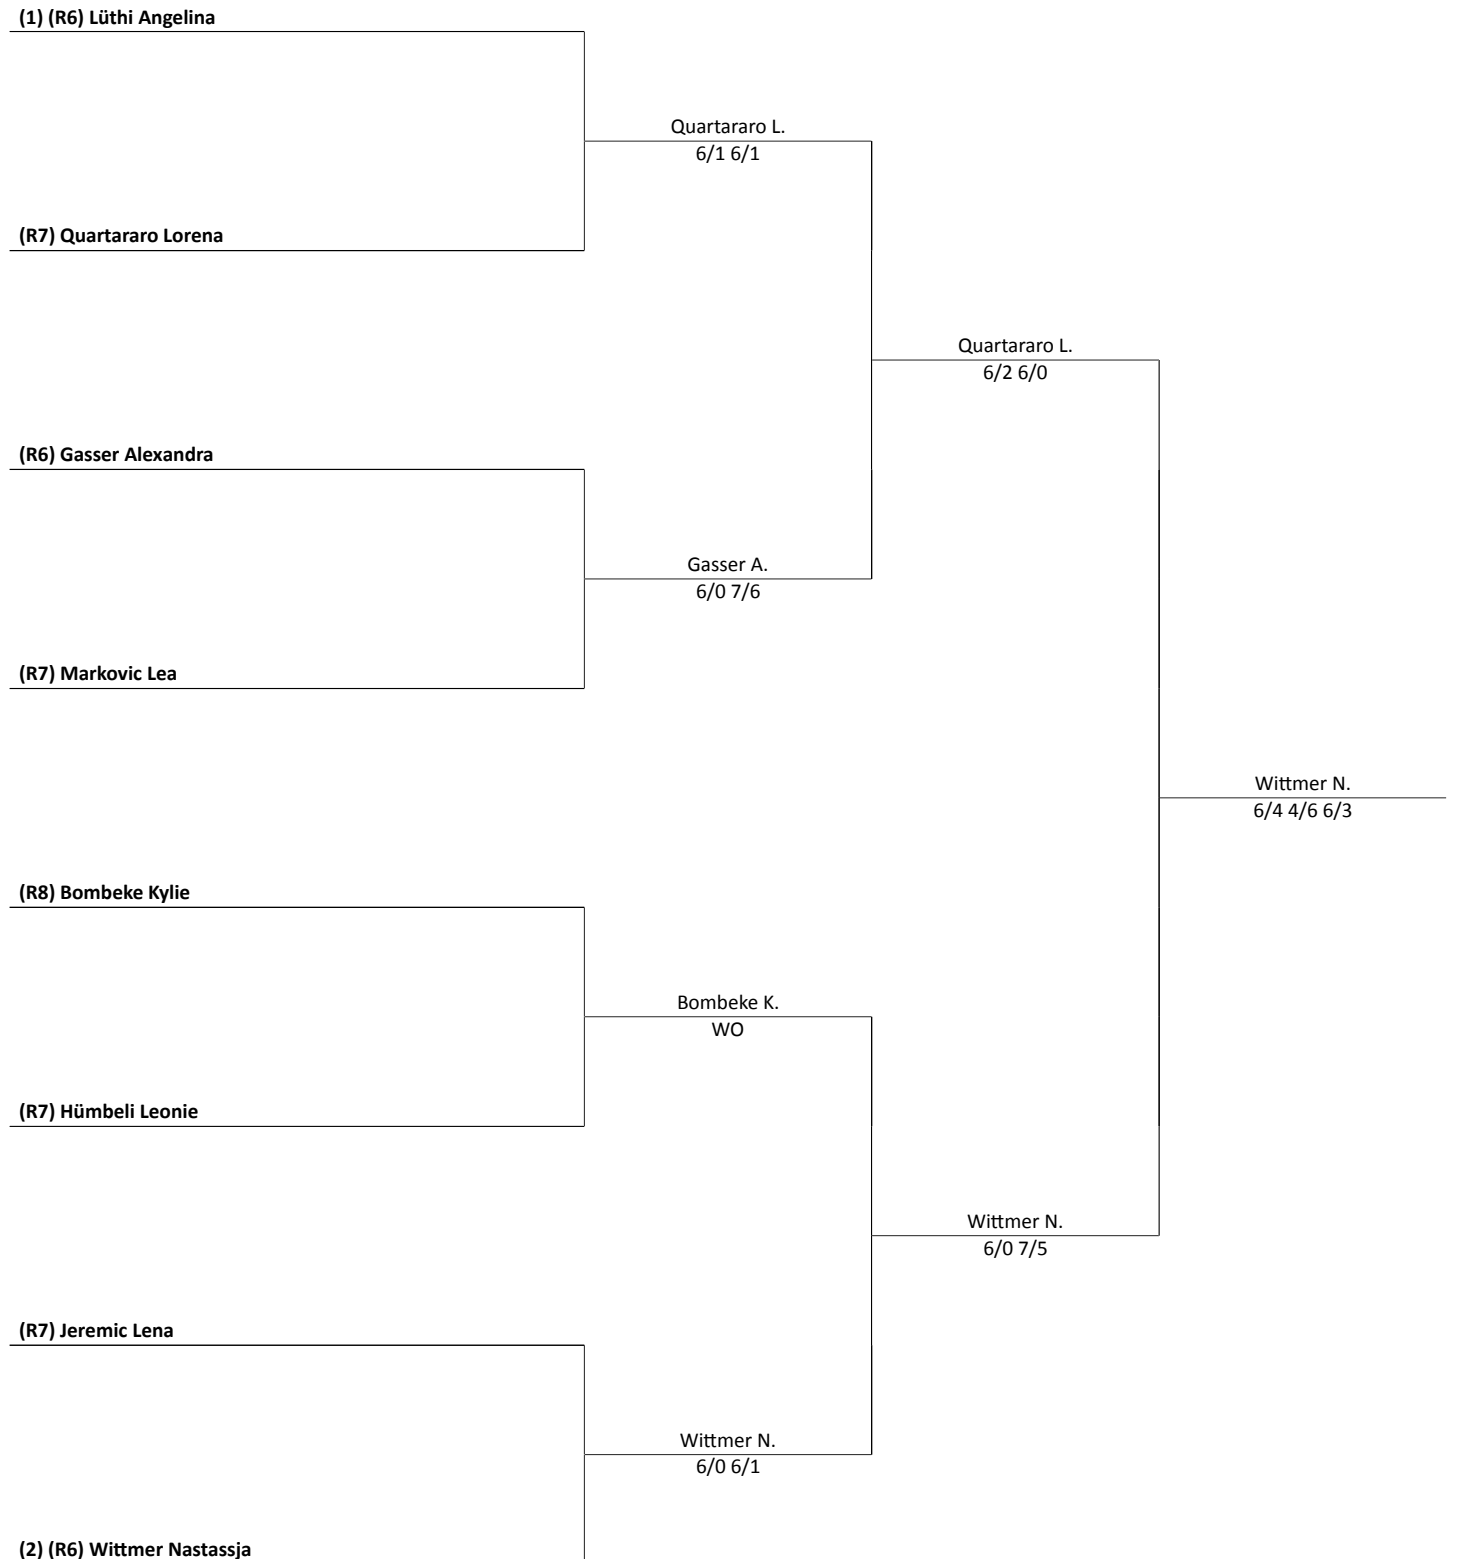 (1) (R6) Lüthi Angelina
Quartararo L.
6/1 6/1
(R7) Quartararo Lorena
Quartararo L.
6/2 6/0
(R6) Gasser Alexandra
Gasser A.
6/0 7/6
(R7) Markovic Lea
Wittmer N.
6/4 4/6 6/3
(R8) Bombeke Kylie
Bombeke K.
WO
(R7) Hümbeli Leonie
Wittmer N.
6/0 7/5
(R7) Jeremic Lena
Wittmer N.
6/0 6/1
(2) (R6) Wittmer Nastassja